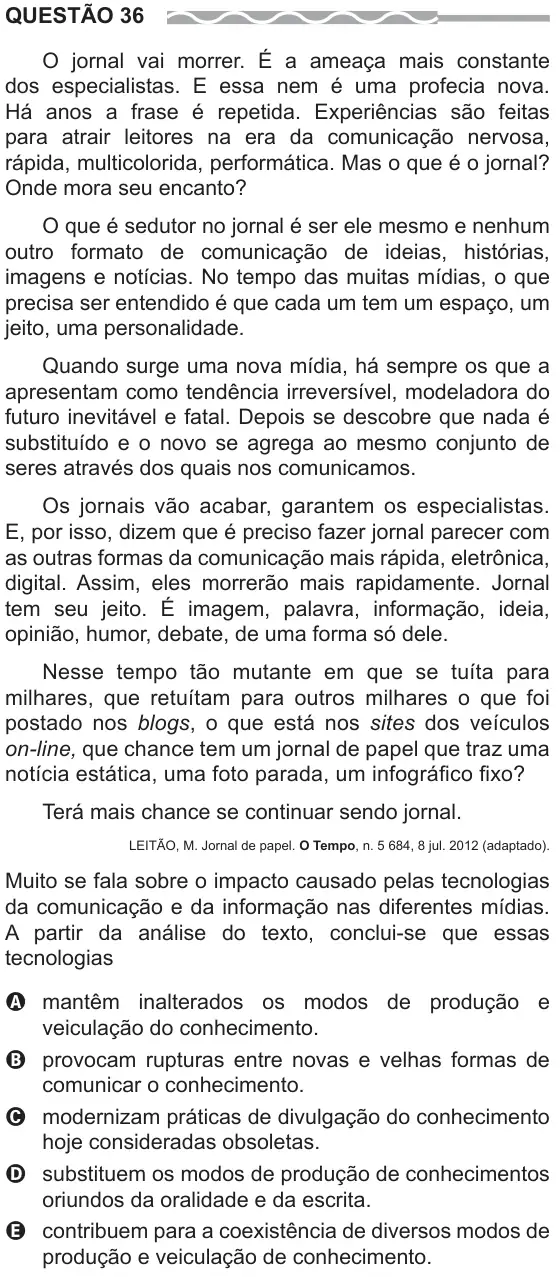 QUESTÃO 36
O jornal vai morrer. É a ameaça mais constante
dos especialistas. E essa nem é uma profecia nova.
Há anos a frase é repetida. Experiências são feitas
para atrair leitores na era da comunicação nervosa,
rápida, multicolorida, performática. Mas o que é o jornal?
Onde mora seu encanto?
O que é sedutor no jornal é ser ele mesmo e nenhum
outro formato de comunicação de ideias, histórias,
imagens e notícias. No tempo das muitas mídias, o que
precisa ser entendido é que cada um tem um espaço, um
jeito, uma personalidade.
Quando surge uma nova mídia, há sempre os que a
apresentam como tendência irreversível, modeladora do
futuro inevitável e fatal. Depois se descobre que nada é
substituído e o novo se agrega ao mesmo conjunto de
seres através dos quais nos comunicamos.
Os jornais vão acabar, garantem os especialistas.
E, por isso, dizem que é preciso fazer jornal parecer com
as outras formas da comunicação mais rápida, eletrônica,
digital. Assim, eles morrerão mais rapidamente. Jornal
tem seu jeito. É imagem, palavra, informação, ideia,
opinião, humor, debate, de uma forma só dele.
Nesse tempo tão mutante em que se tuíta para
milhares, que retuítam para outros milhares o que foi
postado nos blogs, o que está nos sites dos veículos
on-line, que chance tem um jornal de papel que traz uma
notícia estática, uma foto parada, um infográfico fixo?
Terá mais chance se continuar sendo jornal.
LEITÃO, M. Jornal de papel. O Tempo, n. 5 684, 8 jul. 2012 (adaptado).
Muito se fala sobre o impacto causado pelas tecnologias
da comunicação e da informação nas diferentes mídias.
A partir da análise do texto, conclui-se que essas
tecnologias
A mantêm inalterados os modos de produção e
veiculação do conhecimento.
B provocam rupturas entre novas e velhas formas de
comunicar o conhecimento.
C modernizam práticas de divulgação do conhecimento
hoje consideradas obsoletas.
D substituem os modos de produção de conhecimentos
oriundos da oralidade e da escrita.
E contribuem para a coexistência de diversos modos de
produção e veiculação de conhecimento.